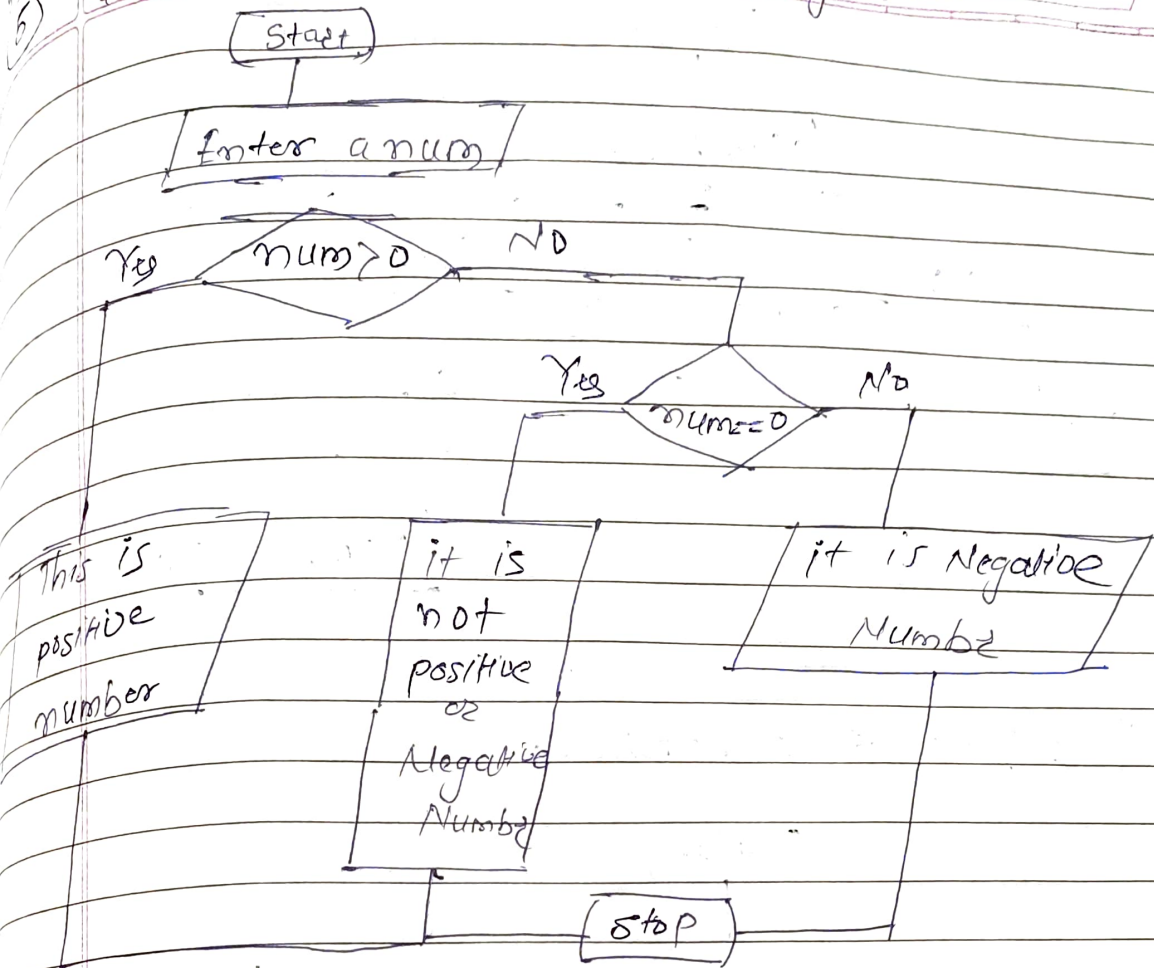 5)
Start
Enter a num
num>0
Yes
NO
Yes
num==0
No
This is
positive
number
it is
not
positive
or
Negative
Number
it is Negative
Number
Stop